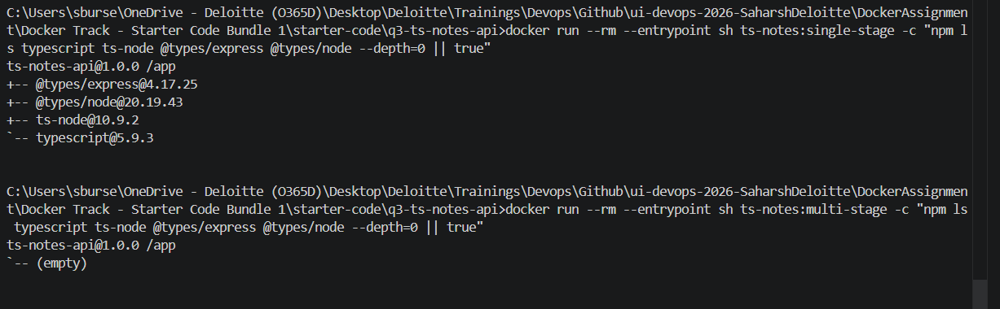 C:\Users\sburse\OneDrive - Deloitte (O365D)\Desktop\Deloitte\Trainings\Devops\Github\ui-devops-2026-SaharshDeloitte\DockerAssignmen
t\Docker Track - Starter Code Bundle 1\starter-code\q3-ts-notes-api>docker run --rm --entrypoint sh ts-notes:single-stage -c "npm l
s typescript ts-node @types/express @types/node --depth=0 || true"
ts-notes-api@1.0.0 /app
+-- @types/express@4.17.25
+-- @types/node@20.19.43
+-- ts-node@10.9.2
`-- typescript@5.9.3
C:\Users\sburse\OneDrive - Deloitte (O365D)\Desktop\Deloitte\Trainings\Devops\Github\ui-devops-2026-SaharshDeloitte\DockerAssignmen
t\Docker Track - Starter Code Bundle 1\starter-code\q3-ts-notes-api>docker run --rm --entrypoint sh ts-notes:multi-stage -c "npm ls
 typescript ts-node @types/express @types/node --depth=0 || true"
ts-notes-api@1.0.0 /app
`-- (empty)